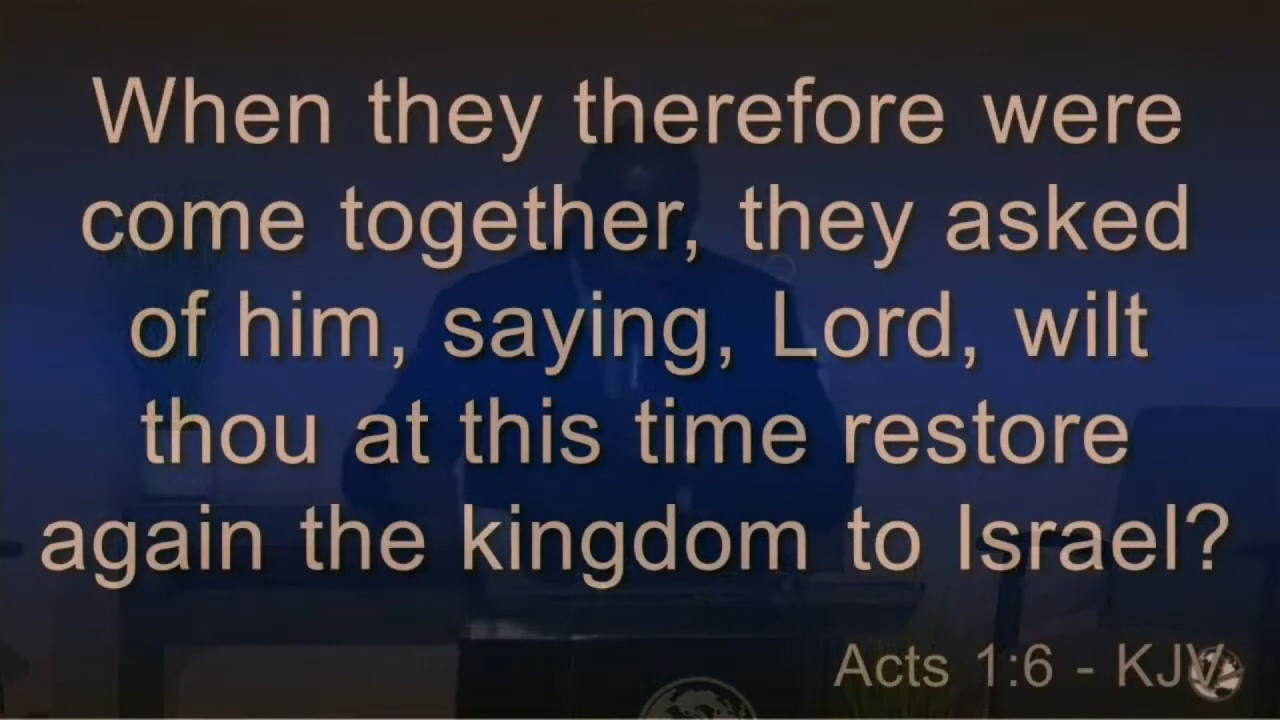 When they therefore were
come together, they asked
of him, saying, Lord, wilt
thou at this time restore
again the kingdom to Israel?
Acts 1:6 - KJV